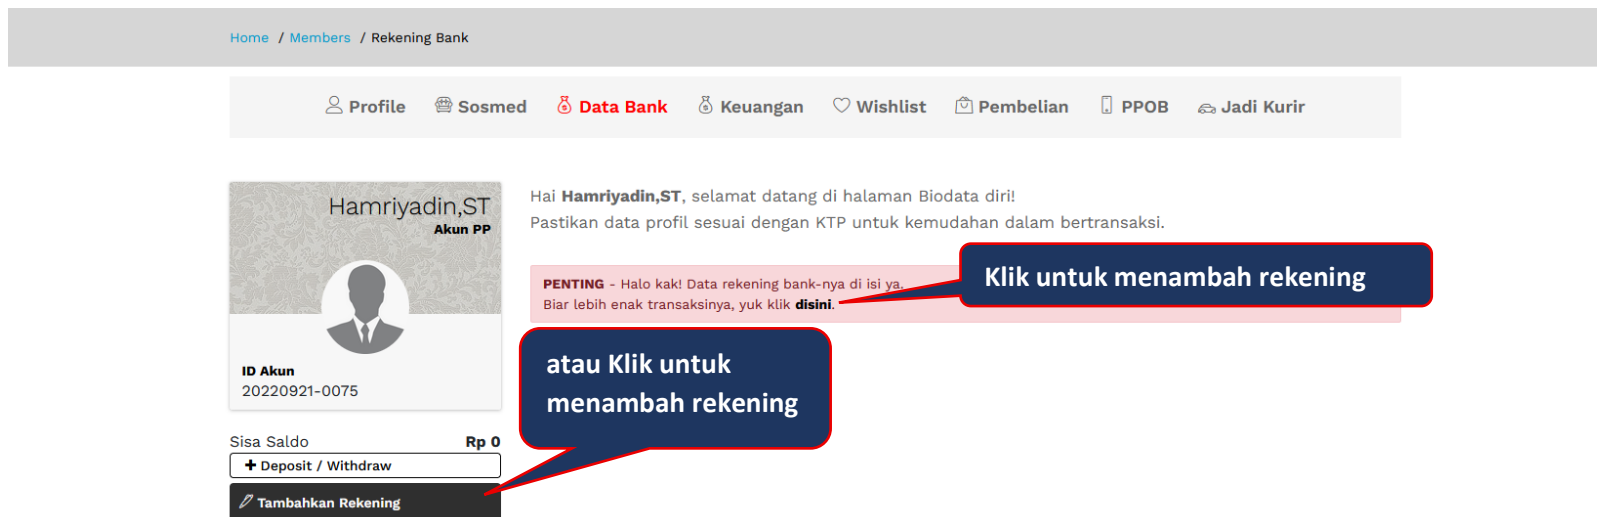 Home / Members / Rekening Bank
Profile Sosmed Data Bank Keuangan Wishlist Pembelian PPOB Jadi Kurir
Hamriyadin,ST
Akun PP
ID Akun
20220921-0075
Sisa Saldo Rp 0
+ Deposit / Withdraw
Tambahkan Rekening
Hai Hamriyadin,ST, selamat datang di halaman Biodata diri!
Pastikan data profil sesuai dengan KTP untuk kemudahan dalam bertransaksi.
PENTING - Halo kak! Data rekening bank-nya di isi ya,
Biar lebih enak transaksinya, yuk klik disini.
Klik untuk menambah rekening
atau Klik untuk
menambah rekening